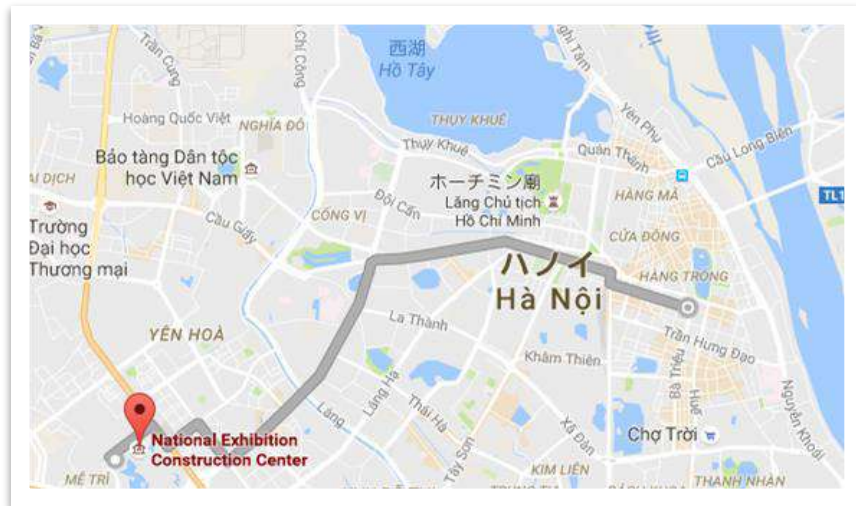 Trần Cung
Chí Công
西湖
Hồ Tây
Nghi Tàm
Yên Phụ
Hoàng Quốc Việt
NGHĨA ĐÔ
THỤY KHUÊ
Thụy Khuê
Quán Thánh
Cầu Long Biên
Bảo tàng Dân tộc
học Việt Nam
ẠI DỊCH
ホーチミン廟
Lăng Chủ tịch
Hồ Chí Minh
HÀNG MÃ
TL1
Trường
Đại học
Thương mại
Cầu Giấy
CỐNG VỊ
Đội Cấn
CỬA ĐÔNG
ハノイ
Hà Nội
HÀNG TRỐNG
YÊN HOÀ
La Thành
Trần Hưng Đạo
Khâm Thiên
Bà Triệu
Huế
Nguyễn Khoái
Láng
Láng Hạ
Thái Hà
Tây Sơn
Xã Đàn
Chợ Trời
National Exhibition
Construction Center
MỄ TRÌ
KIM LIÊN
THANH NHÀN